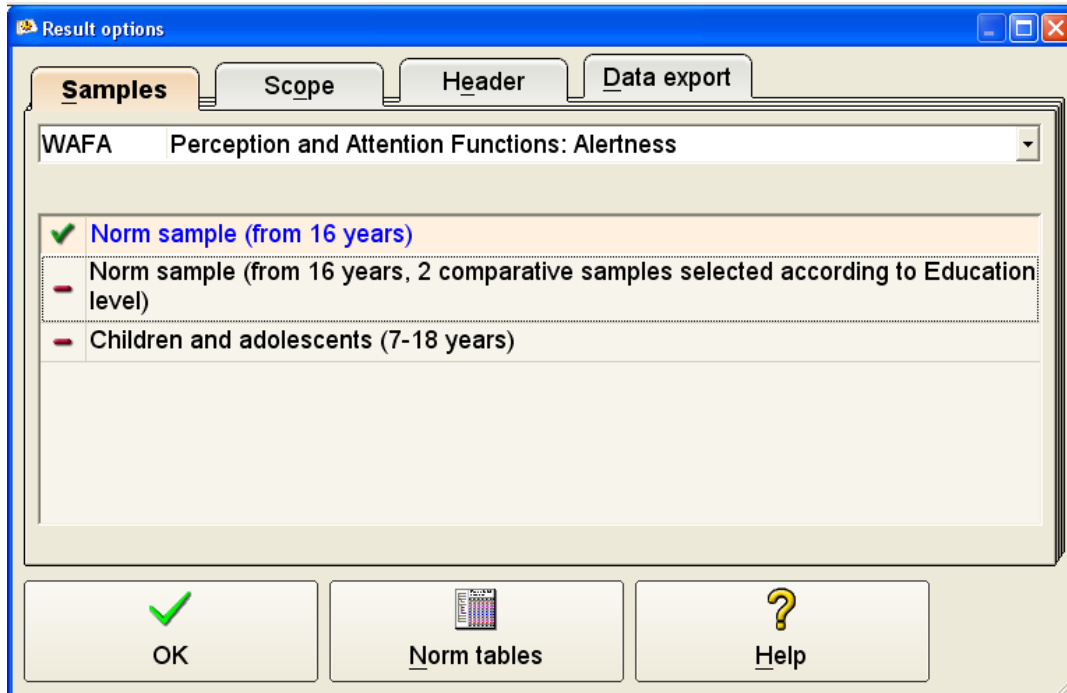 Result options
Samples
Scope
Header
Data export
WAFA Perception and Attention Functions: Alertness
Norm sample (from 16 years)
Norm sample (from 16 years, 2 comparative samples selected according to Education
level)
Children and adolescents (7-18 years)
OK
Norm tables
Help